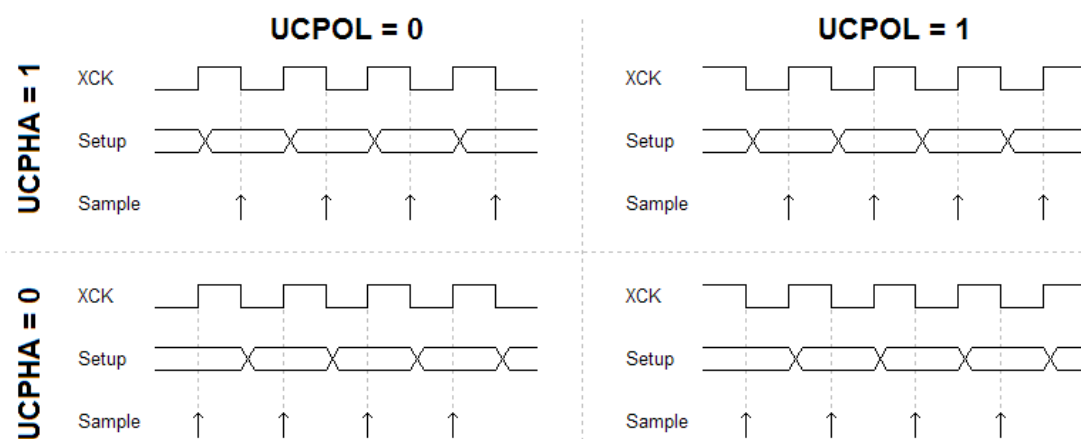 UCPOL = 0
UCPOL = 1
UCPHA = 1
XCK
Setup
Sample
XCK
Setup
Sample
UCPHA = 0
XCK
Setup
Sample
XCK
Setup
Sample